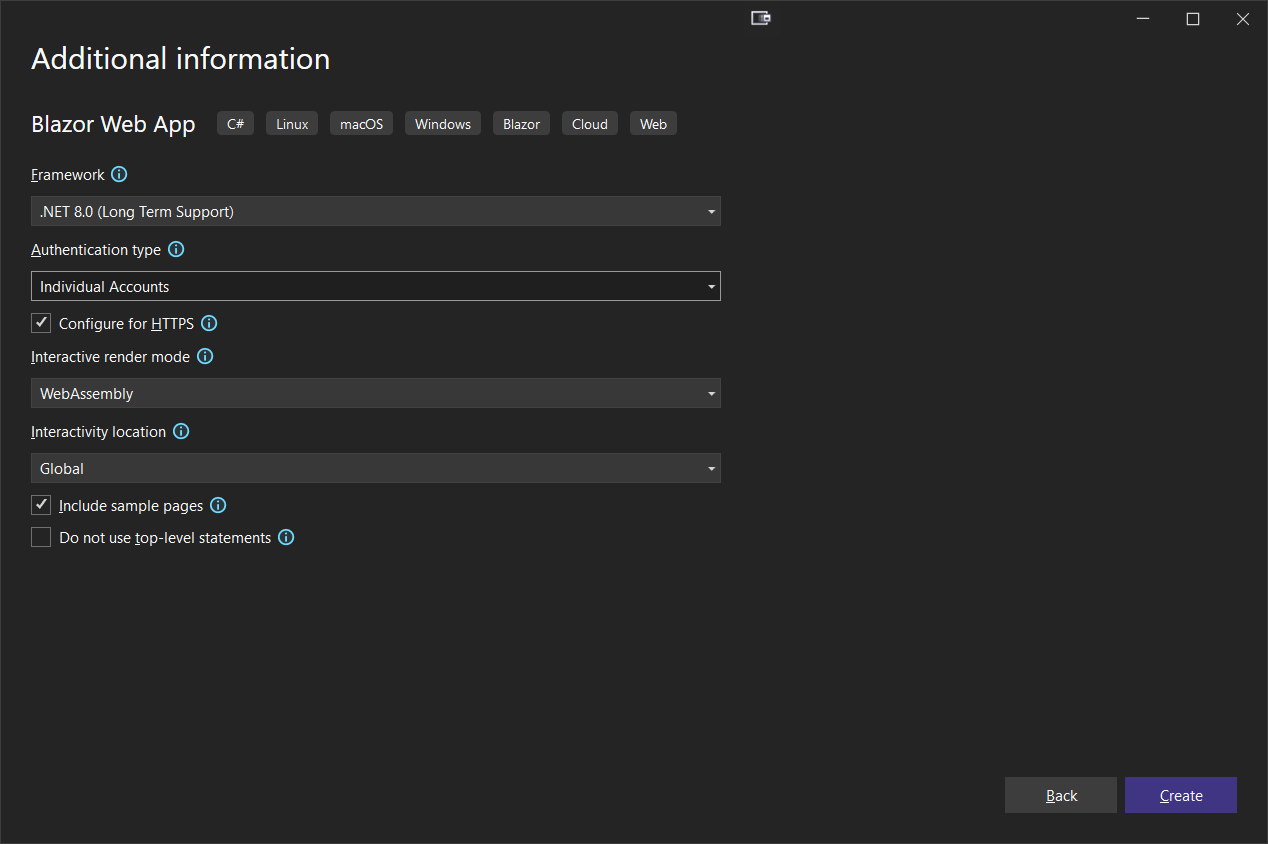 Additional information
Blazor Web App C# Linux macOS Windows Blazor Cloud Web
Framework
.NET 8.0 (Long Term Support)
Authentication type
Individual Accounts
Configure for HTTPS
Interactive render mode
WebAssembly
Interactivity location
Global
Include sample pages
Do not use top-level statements
Back Create